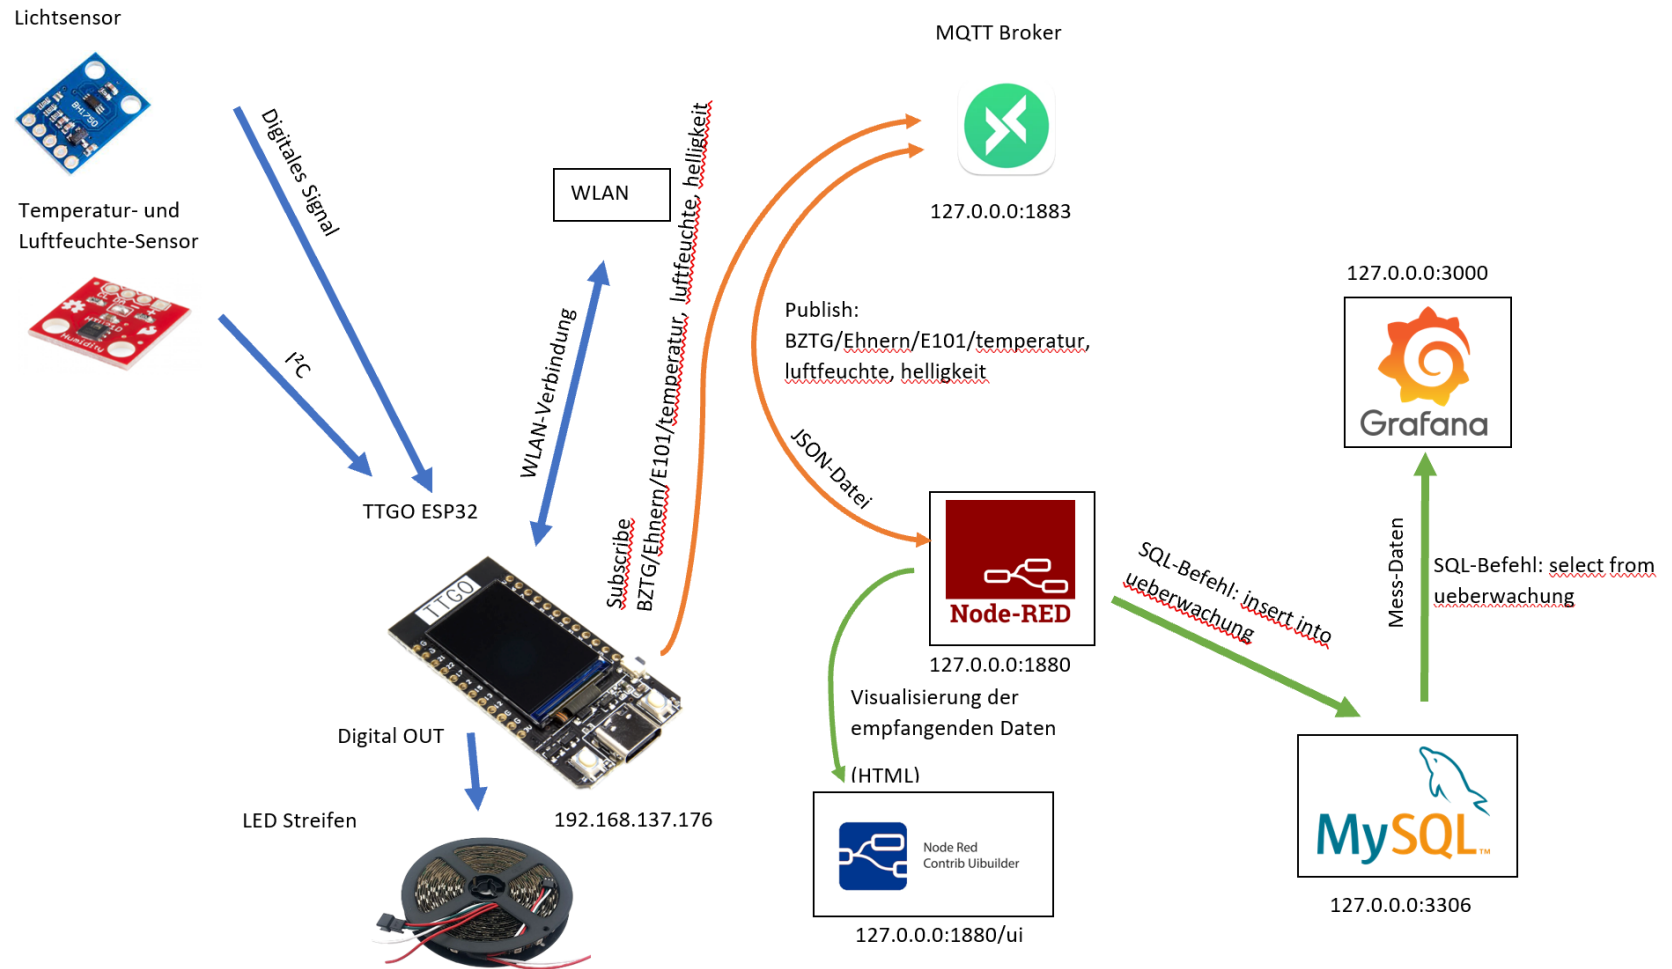 Lichtsensor
BH1750
Digitales Signal
Temperatur- und
Luftfeuchte-Sensor
Humidity
I²C
TTGO ESP32
WLAN
WLAN-Verbindung
Subscribe
BZTG/Ehnern/E101/temperatur, luftfeuchte, helligkeit
TTGO
Digital OUT
LED Streifen
192.168.137.176
MQTT Broker
127.0.0.0:1883
Publish:
BZTG/Ehnern/E101/temperatur,
luftfeuchte, helligkeit
JSON-Datei
Node-RED
127.0.0.0:1880
Visualisierung der
empfangenden Daten
(HTML)
Node Red
Contrib Uibuilder
127.0.0.0:1880/ui
SQL-Befehl: insert into
ueberwachung
127.0.0.0:3000
Grafana
Mess-Daten
SQL-Befehl: select from
ueberwachung
MySQL™
127.0.0.0:3306